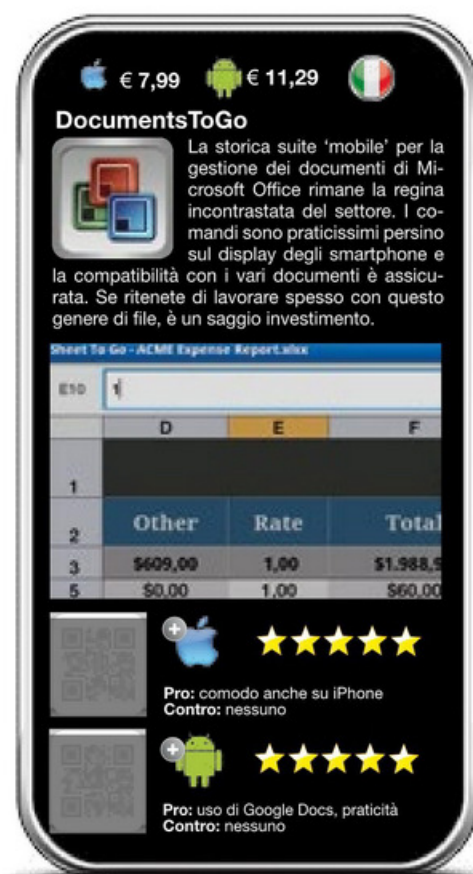 € 7,99 € 11,29
DocumentsToGo
La storica suite ‘mobile’ per la
gestione dei documenti di Mi-
crosoft Office rimane la regina
incontrastata del settore. I co-
mandi sono praticissimi persino
sul display degli smartphone e
la compatibilità con i vari documenti è assicu-
rata. Se ritenete di lavorare spesso con questo
genere di file, è un saggio investimento.
Sheet To Go - ACME Expense Report.xlsx
E10 1
D E F
1
2 Other Rate Total
3 $609,00 1,00 $1.988,9
5 $0,00 1,00 $60,00
Pro: comodo anche su iPhone
Contro: nessuno
Pro: uso di Google Docs, praticità
Contro: nessuno